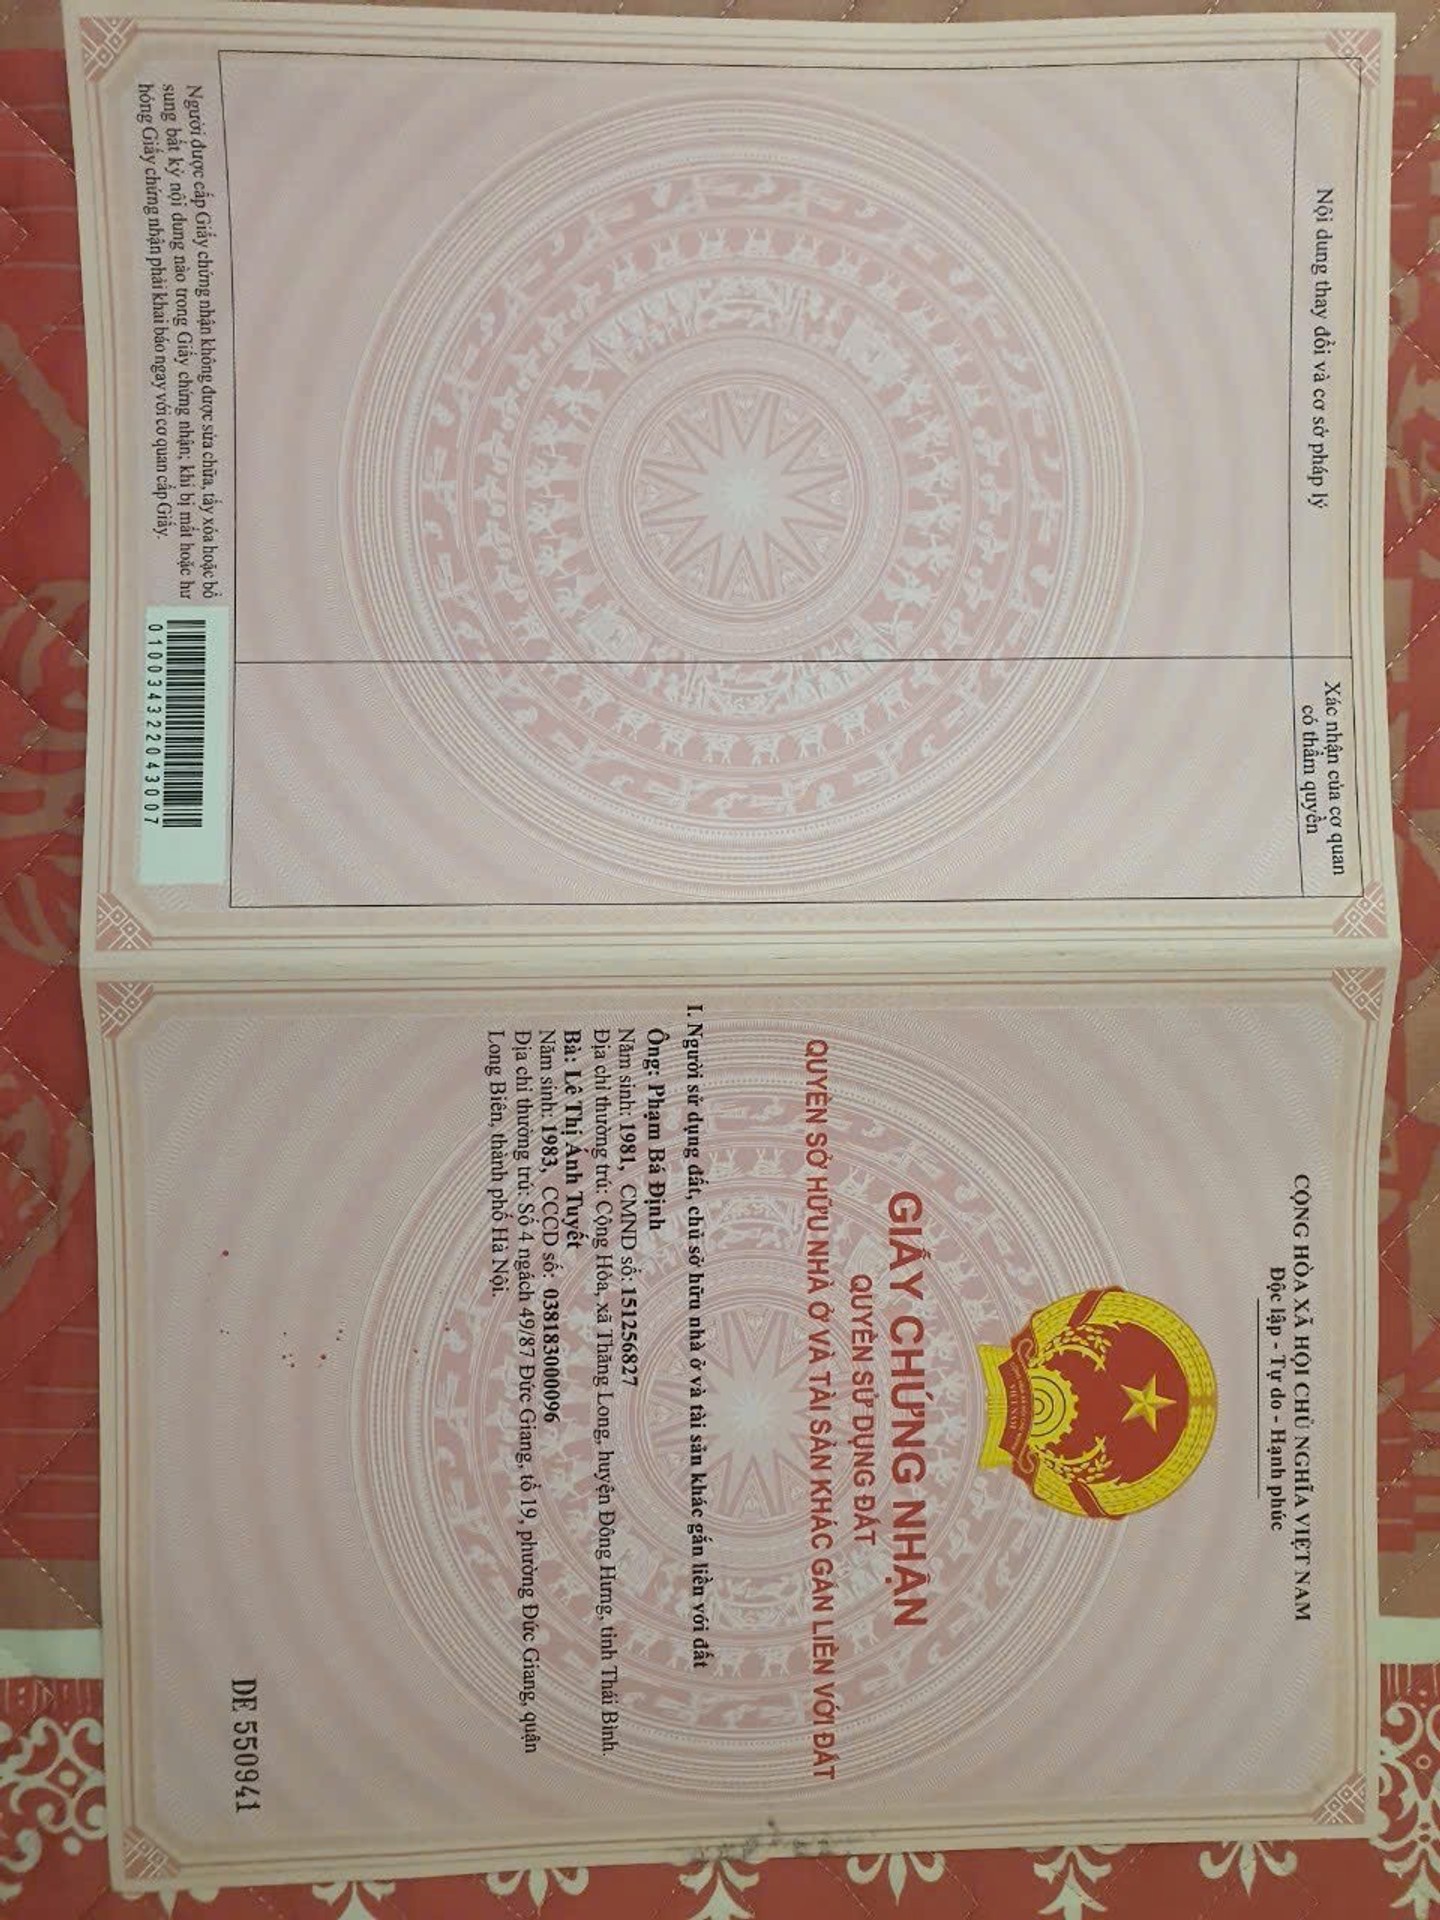 Nội dung thay đổi và cơ sở pháp lý
Xác nhận của cơ quan
có thẩm quyền
Người được cấp Giấy chứng nhận không được sửa chữa, tẩy xóa hoặc bổ
sung bất kỳ nội dung nào trong Giấy chứng nhận; khi bị mất hoặc hư
hỏng Giấy chứng nhận phải khai báo ngay với cơ quan cấp Giấy.
010034322043007
CỘNG HÒA XÃ HỘI CHỦ NGHĨA VIỆT NAM
Độc lập - Tự do - Hạnh phúc
VIỆT NAM
GIẤY CHỨNG NHẬN
QUYỀN SỬ DỤNG ĐẤT
QUYỀN SỞ HỮU NHÀ Ở VÀ TÀI SẢN KHÁC GẮN LIỀN VỚI ĐẤT
I. Người sử dụng đất, chủ sở hữu nhà ở và tài sản khác gắn liền với đất
Ông: Phạm Bá Định
Năm sinh: 1981, CMND số: 151256827
Địa chỉ thường trú: Cộng Hòa, xã Thăng Long, huyện Đông Hưng, tỉnh Thái Bình.
Bà: Lê Thị Ánh Tuyết
Năm sinh: 1983, CCCD số: 038183000096
Địa chỉ thường trú: Số 4 ngách 49/87 Đức Giang, tổ 19, phường Đức Giang, quận
Long Biên, thành phố Hà Nội.
DE 550941